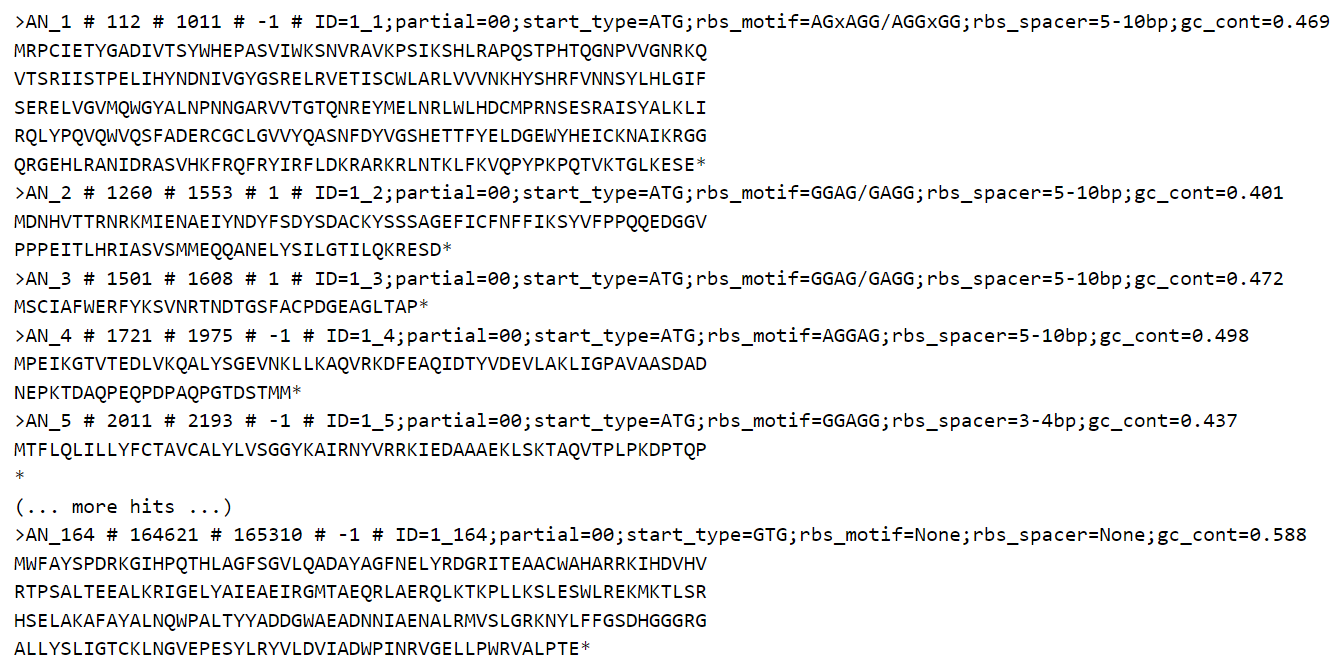 >AN_1 # 112 # 1011 # -1 # ID=1_1;partial=00;start_type=ATG;rbs_motif=AGxAGG/AGGxGG;rbs_spacer=5-10bp;gc_cont=0.469
MRPCIETYGADIVTSYWHEPASVIWKSNVRAVKPSIKSHLRAPQSTPHTQGNPVVGNRKQ
VTSRIISTPELIHYNDNIVGYGSRELRVETISCWLARLVVVNKHYSHRFVNNSYLHLGIF
SERELVGVMQWGYALNPNNGARVVTGTQNREYMELNRLWLHDCMPRNSESRAISYALKLI
RQLYPQVQWVQSFADERCGCLGVVYQASNFDYVGSHETTFYELDGEWYHEICKNAIKRGG
QRGEHLRANIDRASVHKFRQFRYIRFLDKRARKRLNTKLFKVQPYPKPQTVKTGLKESE*
>AN_2 # 1260 # 1553 # 1 # ID=1_2;partial=00;start_type=ATG;rbs_motif=GGAG/GAGG;rbs_spacer=5-10bp;gc_cont=0.401
MDNHVTTRNRKMIENAEIYNDYFSDYSDACKYSSSAGEFICFNFFIKSYVFPPQQEDGGV
PPPEITLHRIASVSMMEQQANELYSILGTILQKRESD*
>AN_3 # 1501 # 1608 # 1 # ID=1_3;partial=00;start_type=ATG;rbs_motif=GGAG/GAGG;rbs_spacer=5-10bp;gc_cont=0.472
MSCIAFWERFYKSVNRTNDTGSFACPDGEAGLTAP*
>AN_4 # 1721 # 1975 # -1 # ID=1_4;partial=00;start_type=ATG;rbs_motif=AGGAG;rbs_spacer=5-10bp;gc_cont=0.498
MPEIKGTVTEDLVKQALYSGEVNKLLKAQVRKDFEAQIDTYVDEVLAKLIGPAVAASDAD
NEPKTDAQPEQPDPAQPGTDSTMM*
>AN_5 # 2011 # 2193 # -1 # ID=1_5;partial=00;start_type=ATG;rbs_motif=GGAGG;rbs_spacer=3-4bp;gc_cont=0.437
MTFLQLILLYFCTAVCALYLVSGGYKAIRNYVRRKIEDAAAEKLSKTAQVTPLPKDPTQP
*
(... more hits ...)
>AN_164 # 164621 # 165310 # -1 # ID=1_164;partial=00;start_type=GTG;rbs_motif=None;rbs_spacer=None;gc_cont=0.588
MWFAYSPDRKGIHPQTHLAGFSGVLQADAYAGFNELYRDGRITEAACWAHARRKIHDVHV
RTPSALTEEALKRIGELYAIEAEIRGMTAEQRLAERQLKTKPLLKSLESWLREKMKTLSR
HSELAKAFAYALNQWPALTYYADDGWAEADNNIAENALRMVSLGRKNYLFFGSDHGGGRG
ALLYSLIGTCKLNGVEPESYLRYVLDVIADWPINRVGELLPWRVALPTE*